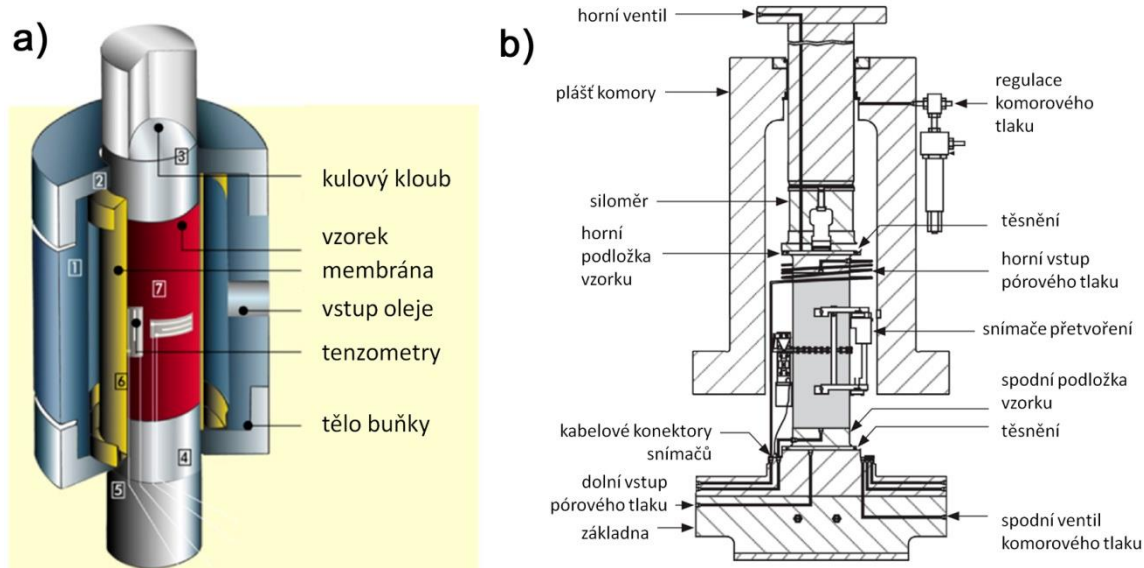 a)
1
2
3
4
5
6
7
kulový kloub
vzorek
membrána
vstup oleje
tenzometry
tělo buňky
b)
horní ventil
plášť komory
siloměr
horní
podložka
vzorku
kabelové konektory
snímačů
dolní vstup
pórového tlaku
základna
regulace
komorového
tlaku
těsnění
horní vstup
pórového tlaku
snímače přetvoření
spodní podložka
vzorku
těsnění
spodní ventil
komorového tlaku